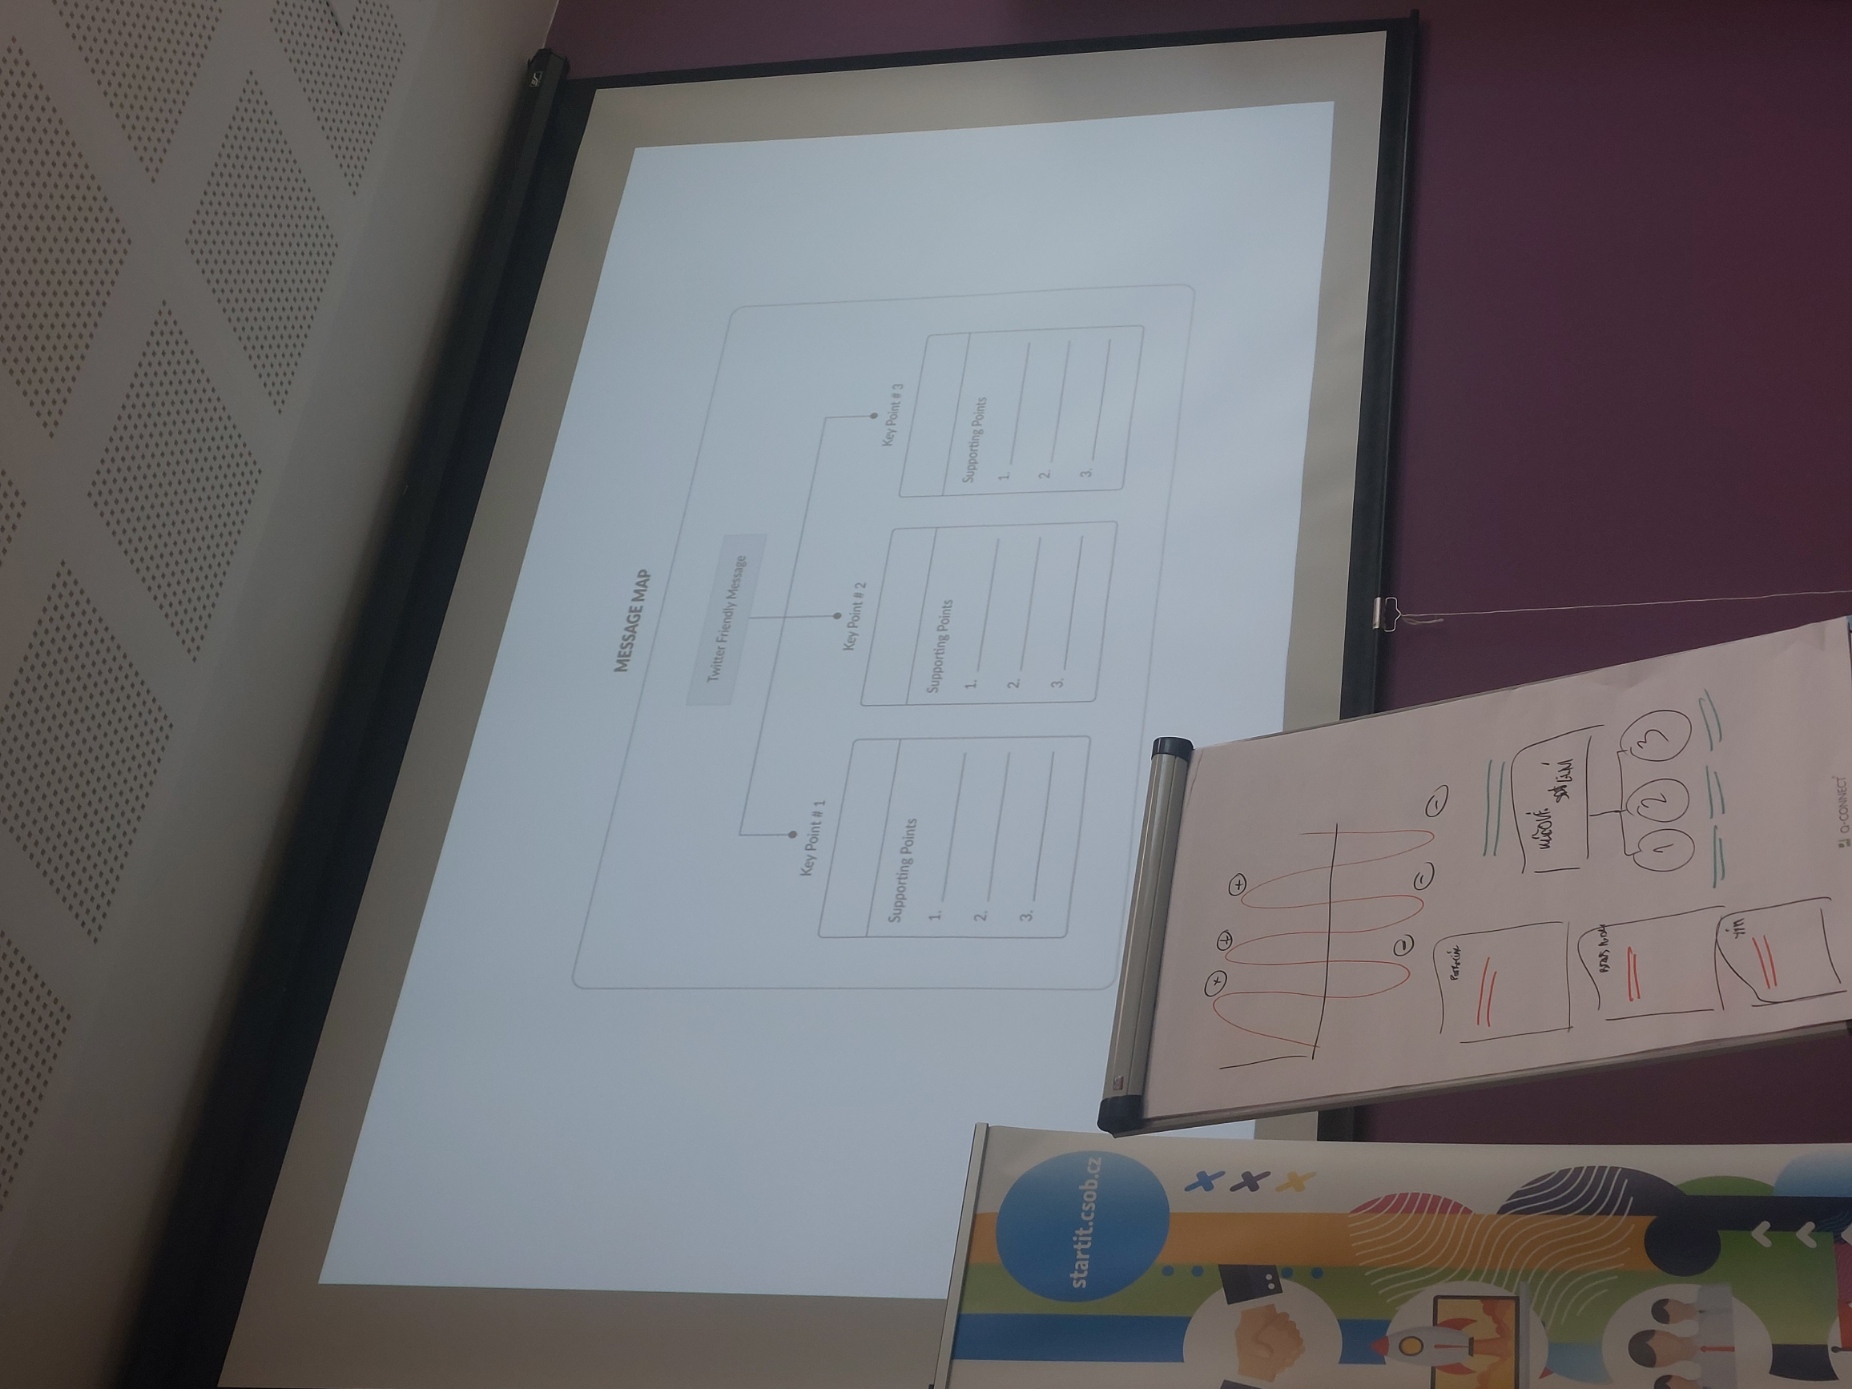 MESSAGE MAP
Twitter Friendly Message
Key Point # 1
Supporting Points
1.
2.
3.
Key Point # 2
Supporting Points
1.
2.
3.
Key Point # 3
Supporting Points
1.
2.
3.
startit.csob.cz
+
+
+
-
-
-
KLÍČOVÉ
SDĚLENÍ
1 2 3
TÝM
Q-CONNECT